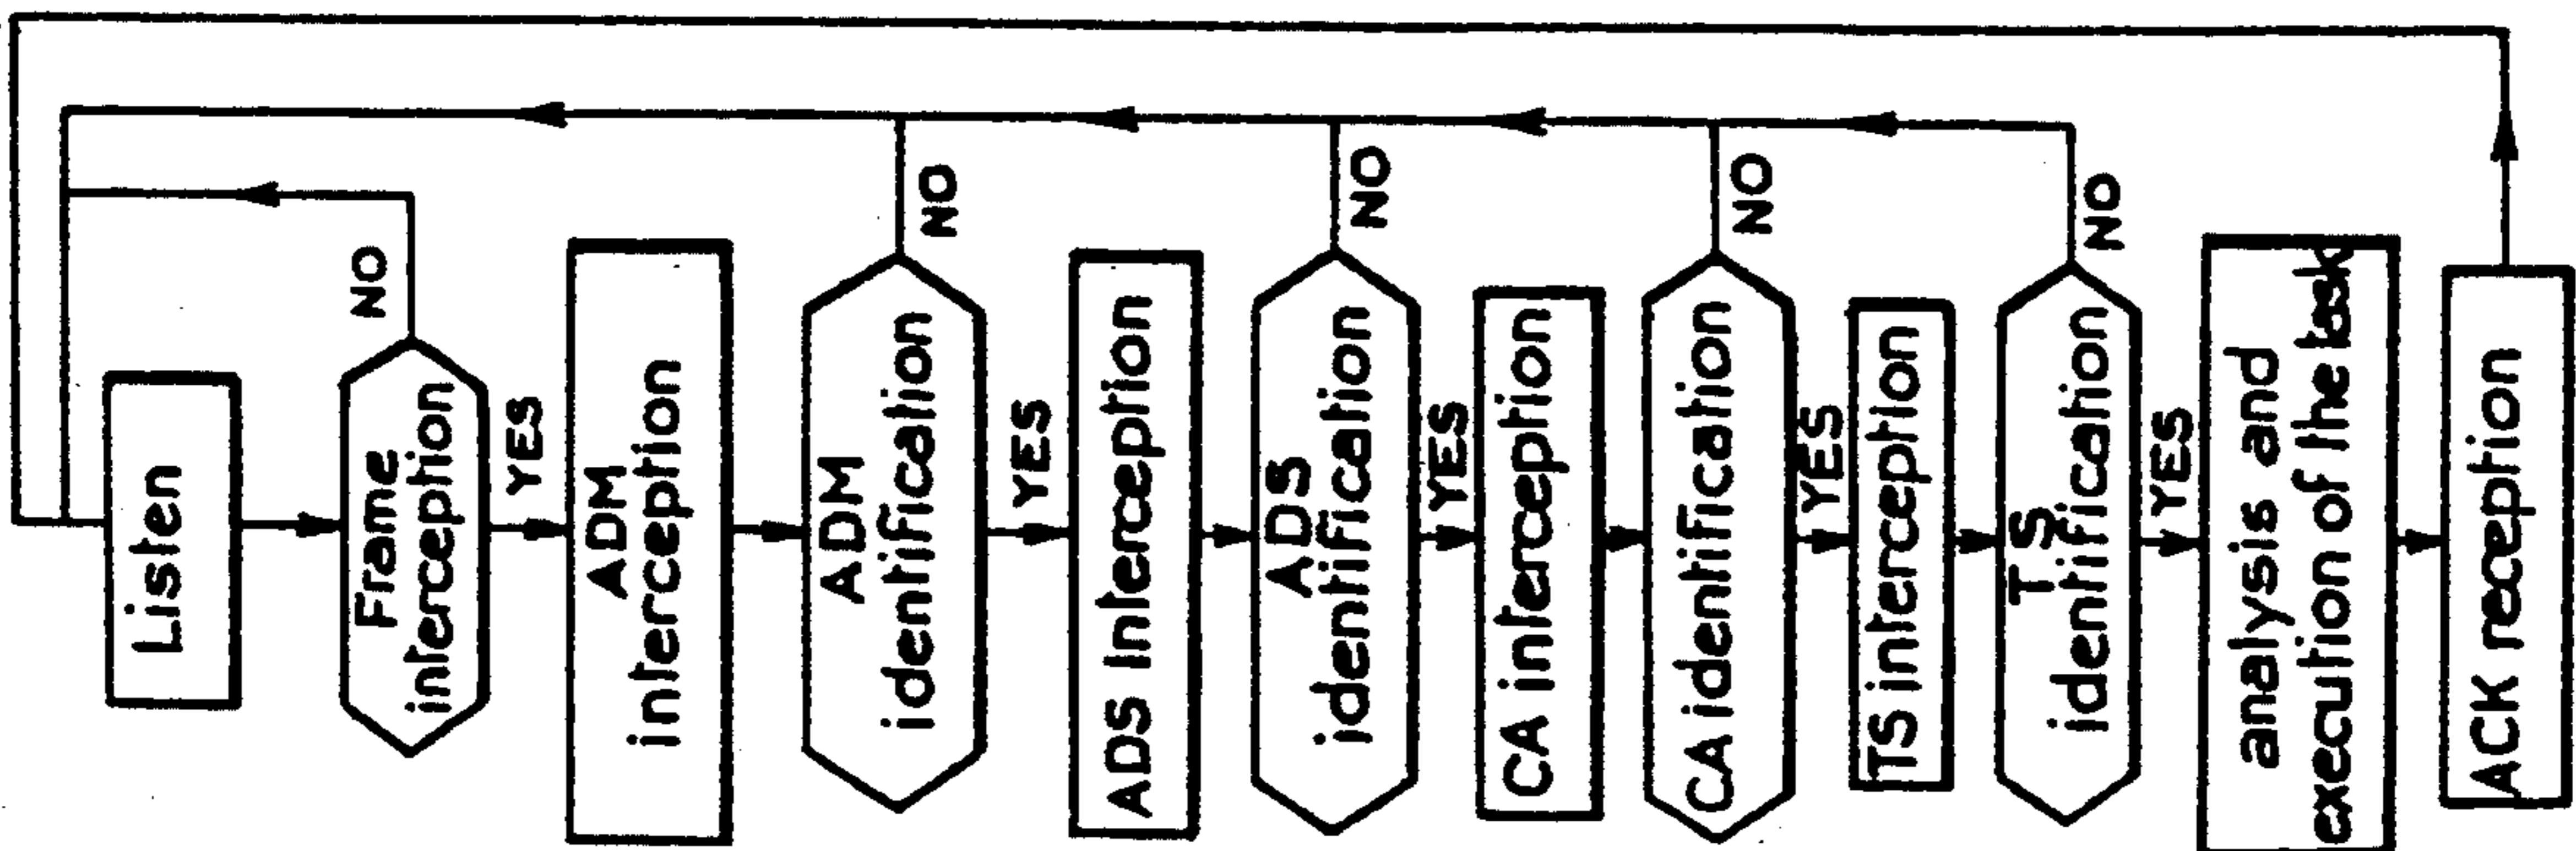 Listen
Frame
interception
NO
YES
ADM
interception
ADM
identification
NO
YES
ADS Interception
ADS
identification
NO
YES
CA interception
CA identification
NO
YES
TS interception
TS
identification
NO
YES
analysis and
execution of the task
ACK reception